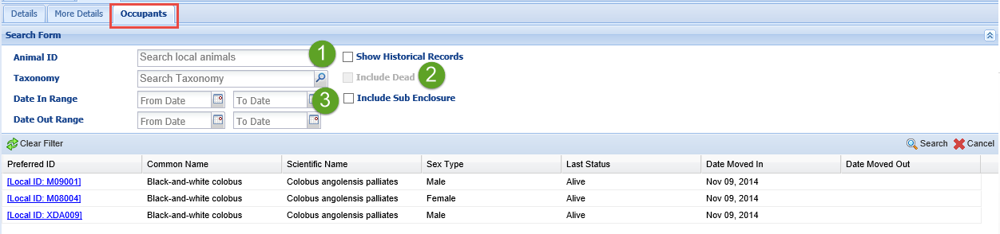 Details More Details Occupants
Search Form
Animal ID Search local animals 1 Show Historical Records
Taxonomy Search Taxonomy Include Dead 2
Date In Range From Date To Date 3 Include Sub Enclosure
Date Out Range From Date To Date
Clear Filter Search Cancel
Preferred ID Common Name Scientific Name Sex Type Last Status Date Moved In Date Moved Out
[Local ID: M09001] Black-and-white colobus Colobus angolensis palliates Male Alive Nov 09, 2014
[Local ID: M08004] Black-and-white colobus Colobus angolensis palliates Female Alive Nov 09, 2014
[Local ID: XDA009] Black-and-white colobus Colobus angolensis palliates Male Alive Nov 09, 2014